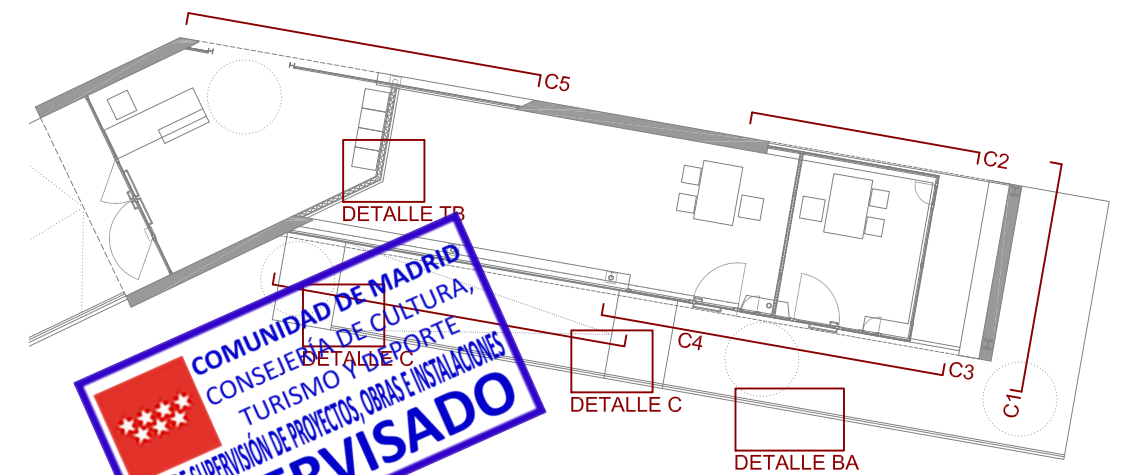 C5
C2
DETALLE TB
COMUNIDAD DE MADRID
CONSEJERÍA DE CULTURA,
TURISMO Y DEPORTE
DE SUPERVISIÓN DE PROYECTOS, OBRAS E INSTALACIONES
DETALLE C
C4
C3
C1
DETALLE C
DETALLE BA